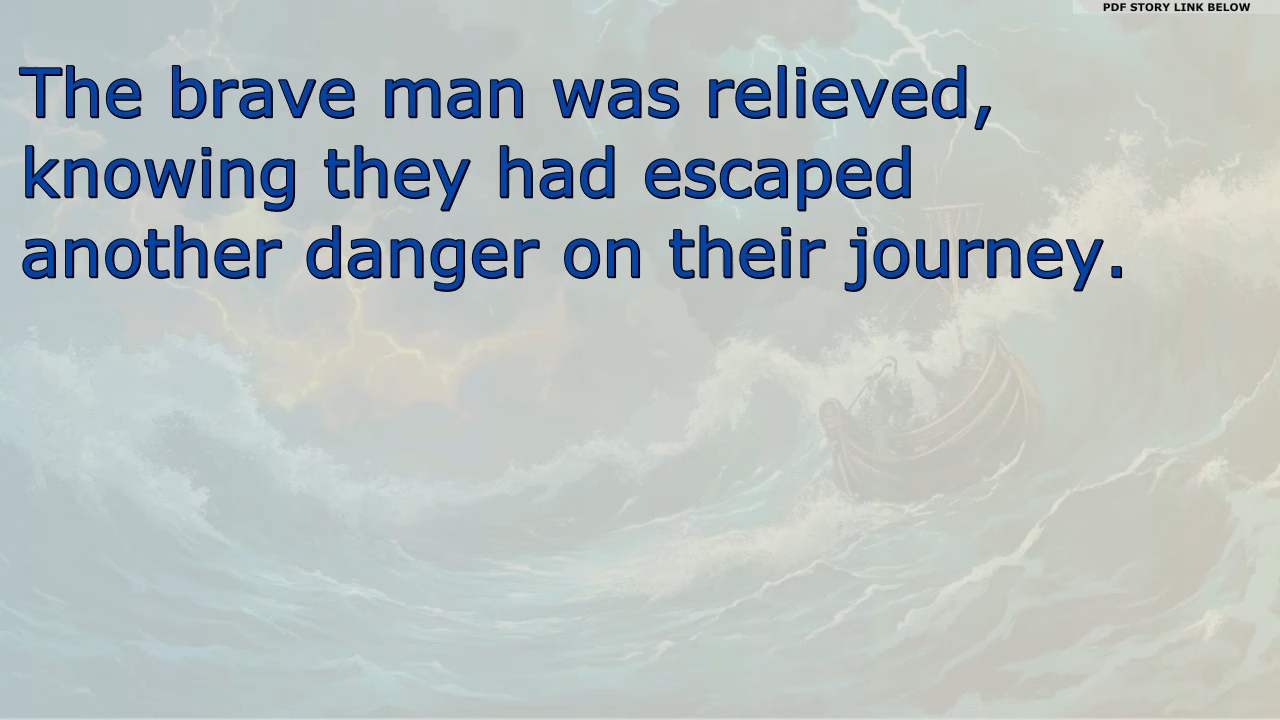 PDF STORY LINK BELOW
The brave man was relieved,
knowing they had escaped
another danger on their journey.